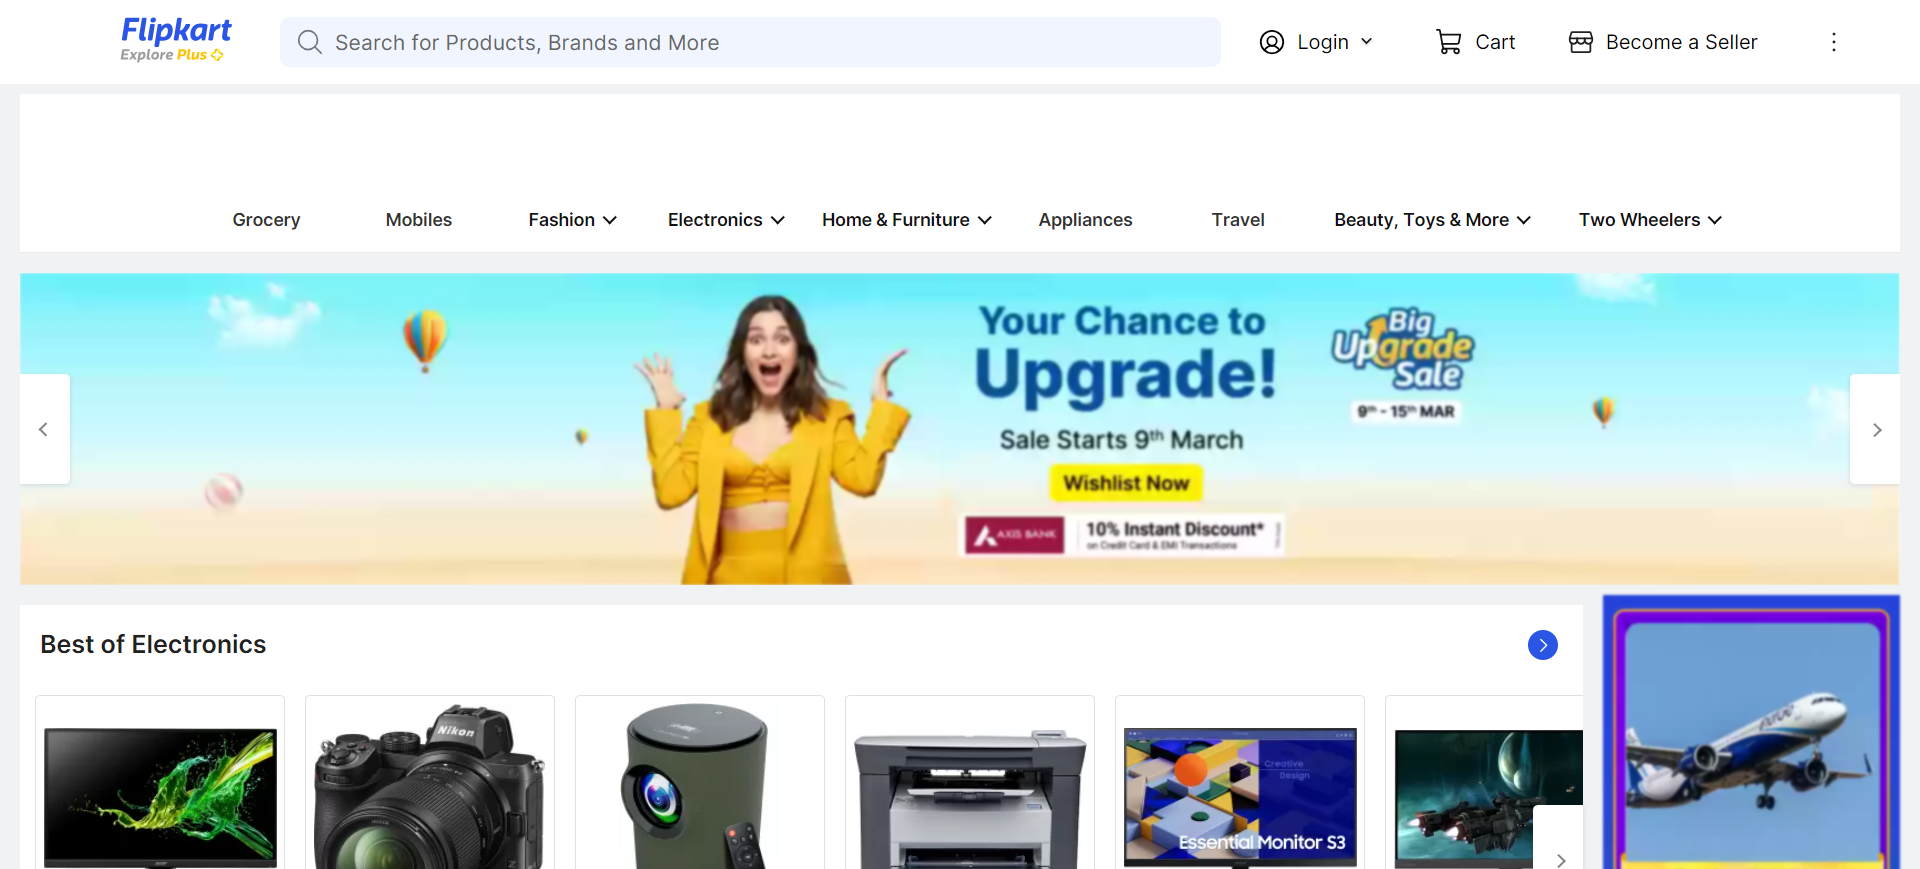 Flipkart
Explore Plus
Search for Products, Brands and More
Login
Cart
Become a Seller
Grocery
Mobiles
Fashion
Electronics
Home & Furniture
Appliances
Travel
Beauty, Toys & More
Two Wheelers
Your Chance to
Upgrade!
Sale Starts 9th March
Wishlist Now
AXIS BANK
10% Instant Discount*
on Credit Card & EMI Transactions
Big
Upgrade
Sale
9th - 15th MAR
Best of Electronics
Nikon
Creative
Design
Essential Monitor S3